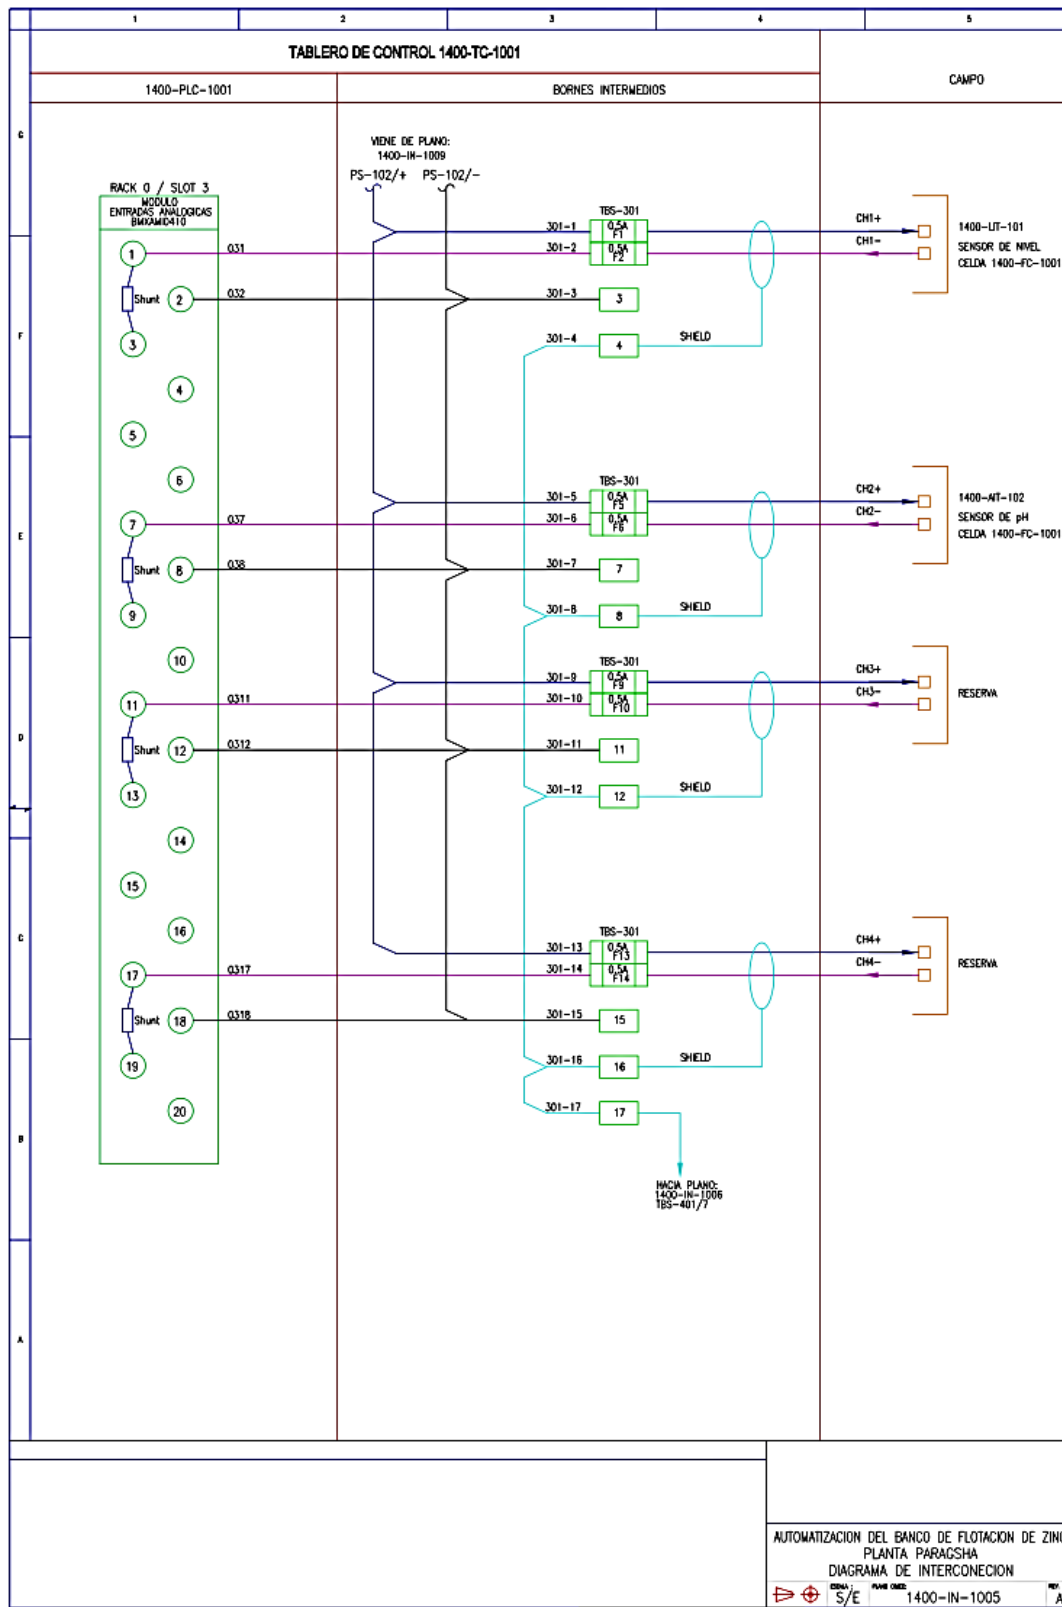 1 2 3 4 5
TABLERO DE CONTROL 1400-TC-1001
1400-PLC-1001 BORNES INTERMEDIOS CAMPO
G
VIENE DE PLANO:
1400-IN-1009
PS-102/+ PS-102/-
RACK 0 / SLOT 3
MODULO
ENTRADAS ANALOGICAS
BMXAMI0410
TBS-301
301-1 0,5A F1 CH1+ 1400-LIT-101
1 031 301-2 0,5A F2 CH1- SENSOR DE NIVEL
CELDA 1400-FC-1001
Shunt 2 032 301-3 3
F
3 301-4 4 SHIELD
4
5
6
TBS-301
301-5 0,5A F5 CH2+ 1400-AIT-102
7 037 301-6 0,5A F6 CH2- SENSOR DE pH
E
CELDA 1400-FC-1001
Shunt 8 038 301-7 7
9 301-8 8 SHIELD
10
TBS-301
301-9 0,5A F9 CH3+
11 0311 301-10 0,5A F10 CH3- RESERVA
D
Shunt 12 0312 301-11 11
13 301-12 12 SHIELD
14
15
16
C
TBS-301
301-13 0,5A F13 CH4+
17 0317 301-14 0,5A F14 CH4- RESERVA
Shunt 18 0318 301-15 15
19 301-16 16 SHIELD
20 301-17 17
B
HACIA PLANO:
1400-IN-1006
TBS-401/7
A
AUTOMATIZACION DEL BANCO DE FLOTACION DE ZIN
PLANTA PARAGSHA
DIAGRAMA DE INTERCONECION
S/E 1400-IN-1005 A